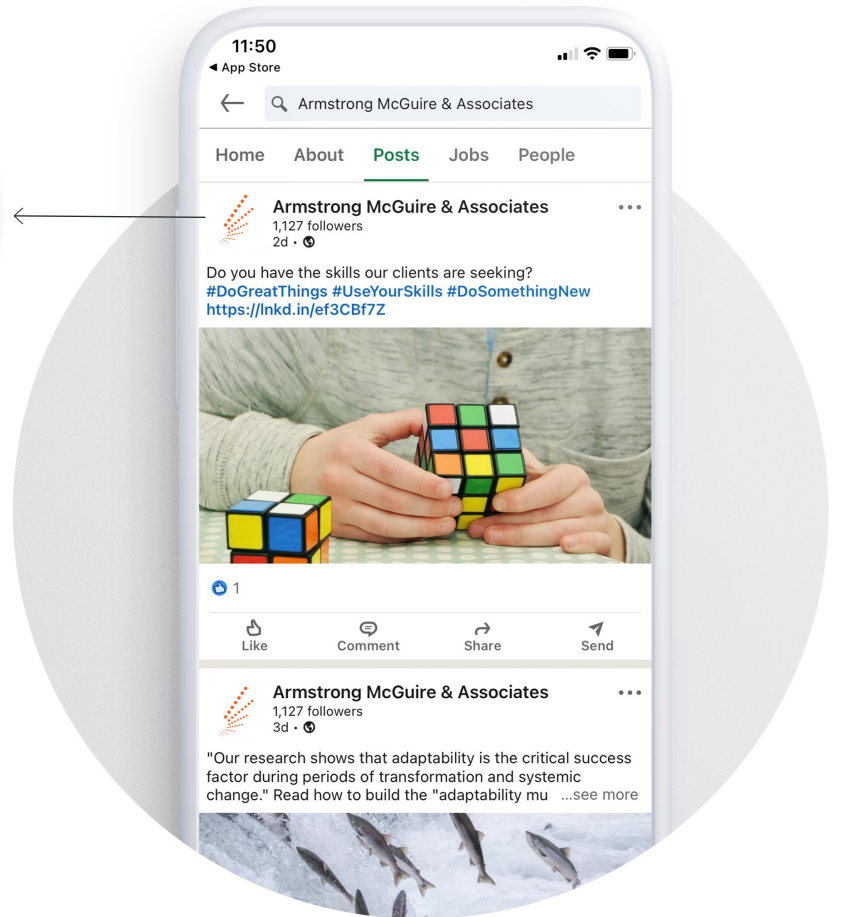 11:50
◀ App Store
Armstrong McGuire & Associates
Home About Posts Jobs People
Armstrong McGuire & Associates
1,127 followers
2d •
Do you have the skills our clients are seeking?
#DoGreatThings #UseYourSkills #DoSomethingNew
https://lnkd.in/ef3CBf7Z
1
Like Comment Share Send
Armstrong McGuire & Associates
1,127 followers
3d •
"Our research shows that adaptability is the critical success
factor during periods of transformation and systemic
change." Read how to build the "adaptability mu ...see more